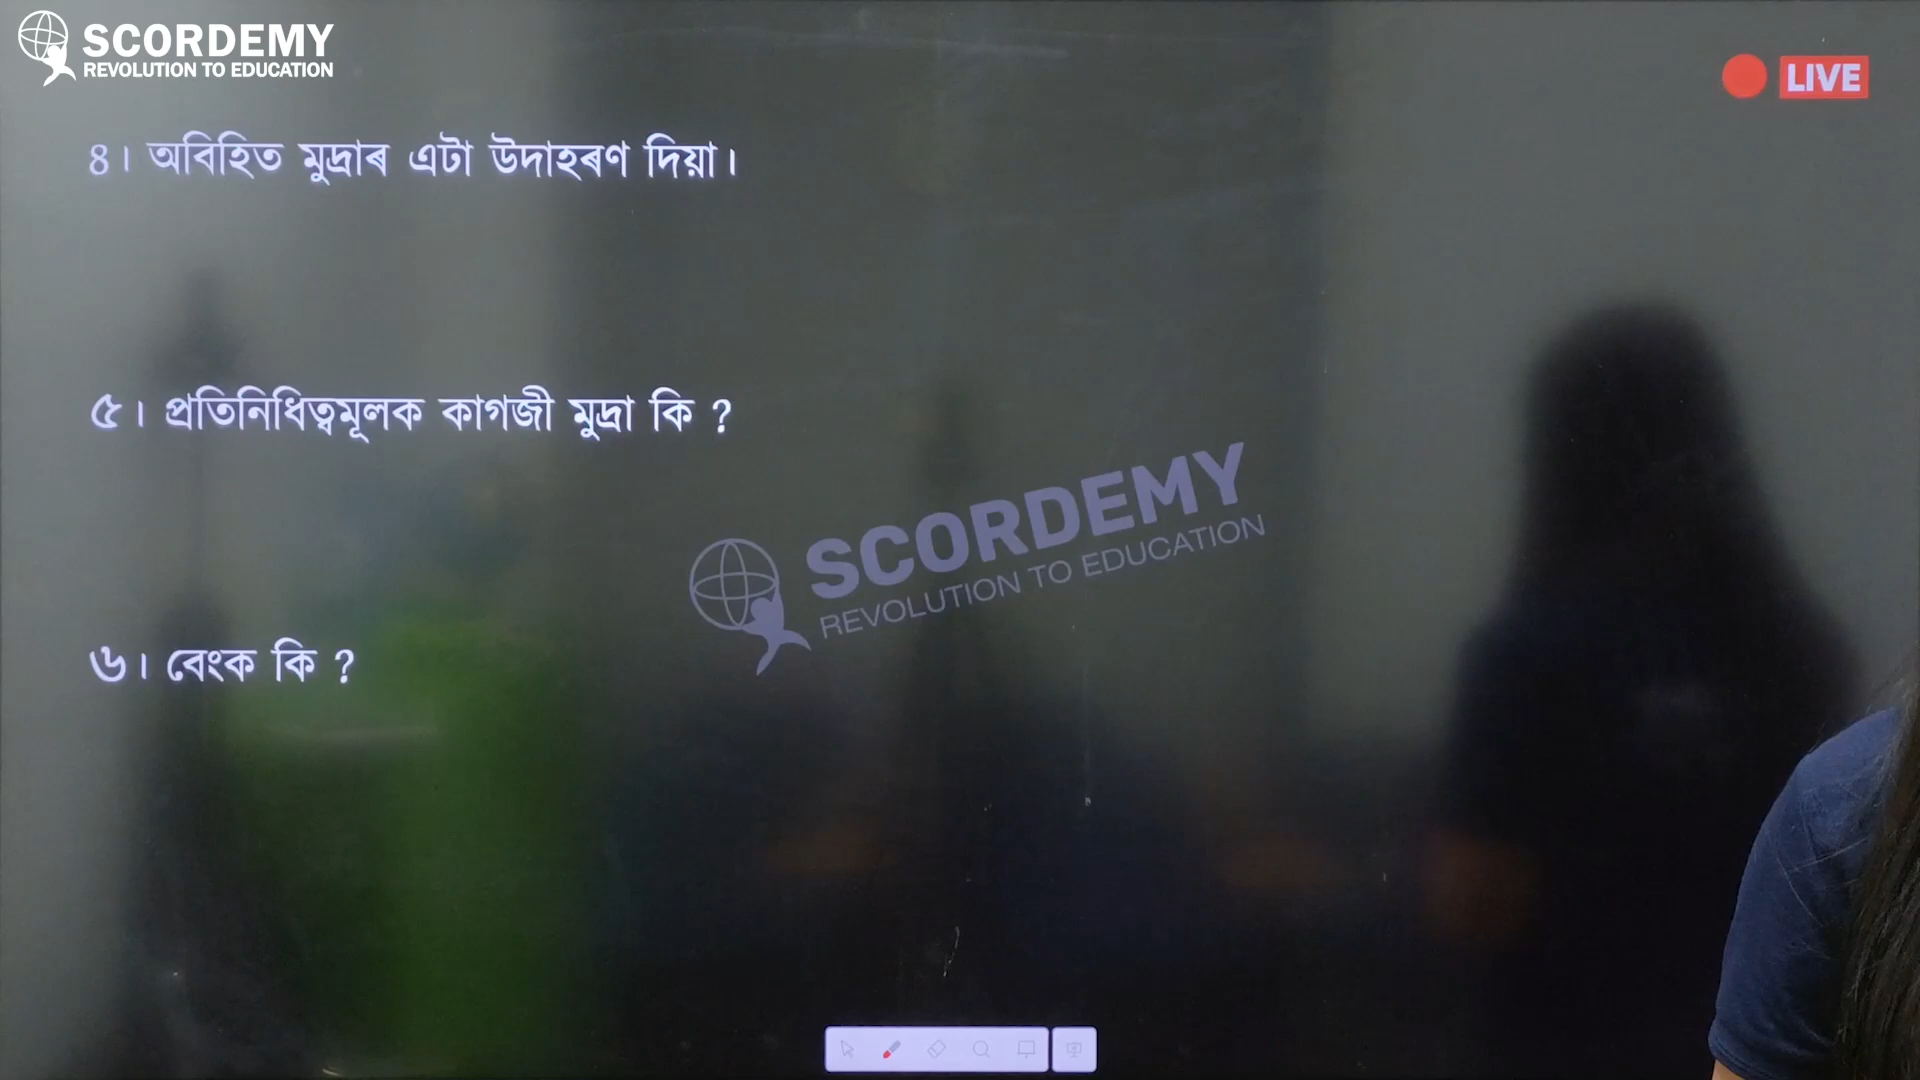 SCORDEMY
REVOLUTION TO EDUCATION
LIVE
৪। অবিহিত মুদ্ৰাৰ এটা উদাহৰণ দিয়া।
৫। প্ৰতিনিধিত্বমূলক কাগজী মুদ্ৰা কি ?
SCORDEMY
REVOLUTION TO EDUCATION
৬। বেংক কি ?